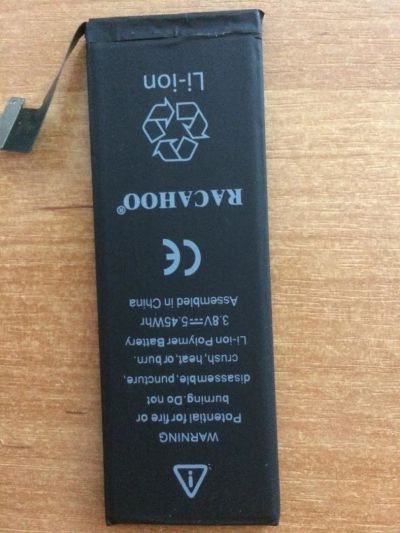 WARNING
Potential for fire or
burning.Do not
disassemble,puncture,
crush,heat,or burn.
Li-ion Polymer Battery
3.8V⎓5.45Whr
Assembled in China
CE
RACAHOO®
Li-ion